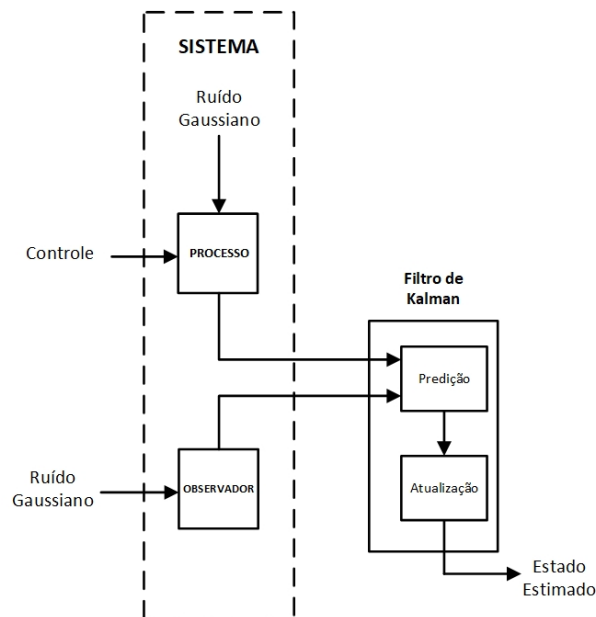 SISTEMA
Ruído
Gaussiano
Controle
PROCESSO
Filtro de
Kalman
Predição
Ruído
Gaussiano
OBSERVADOR
Atualização
Estado
Estimado